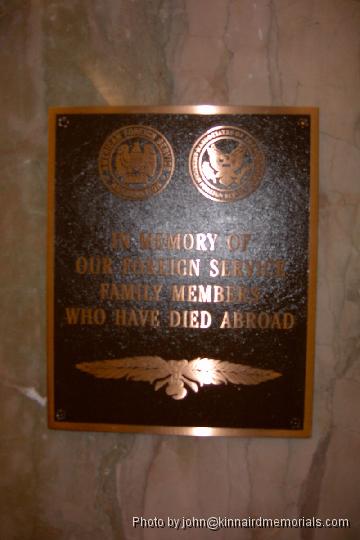 IN MEMORY OF
OUR FOREIGN SERVICE
FAMILY MEMBERS
WHO HAVE DIED ABROAD
Photo by john@kinnairdmemorials.com